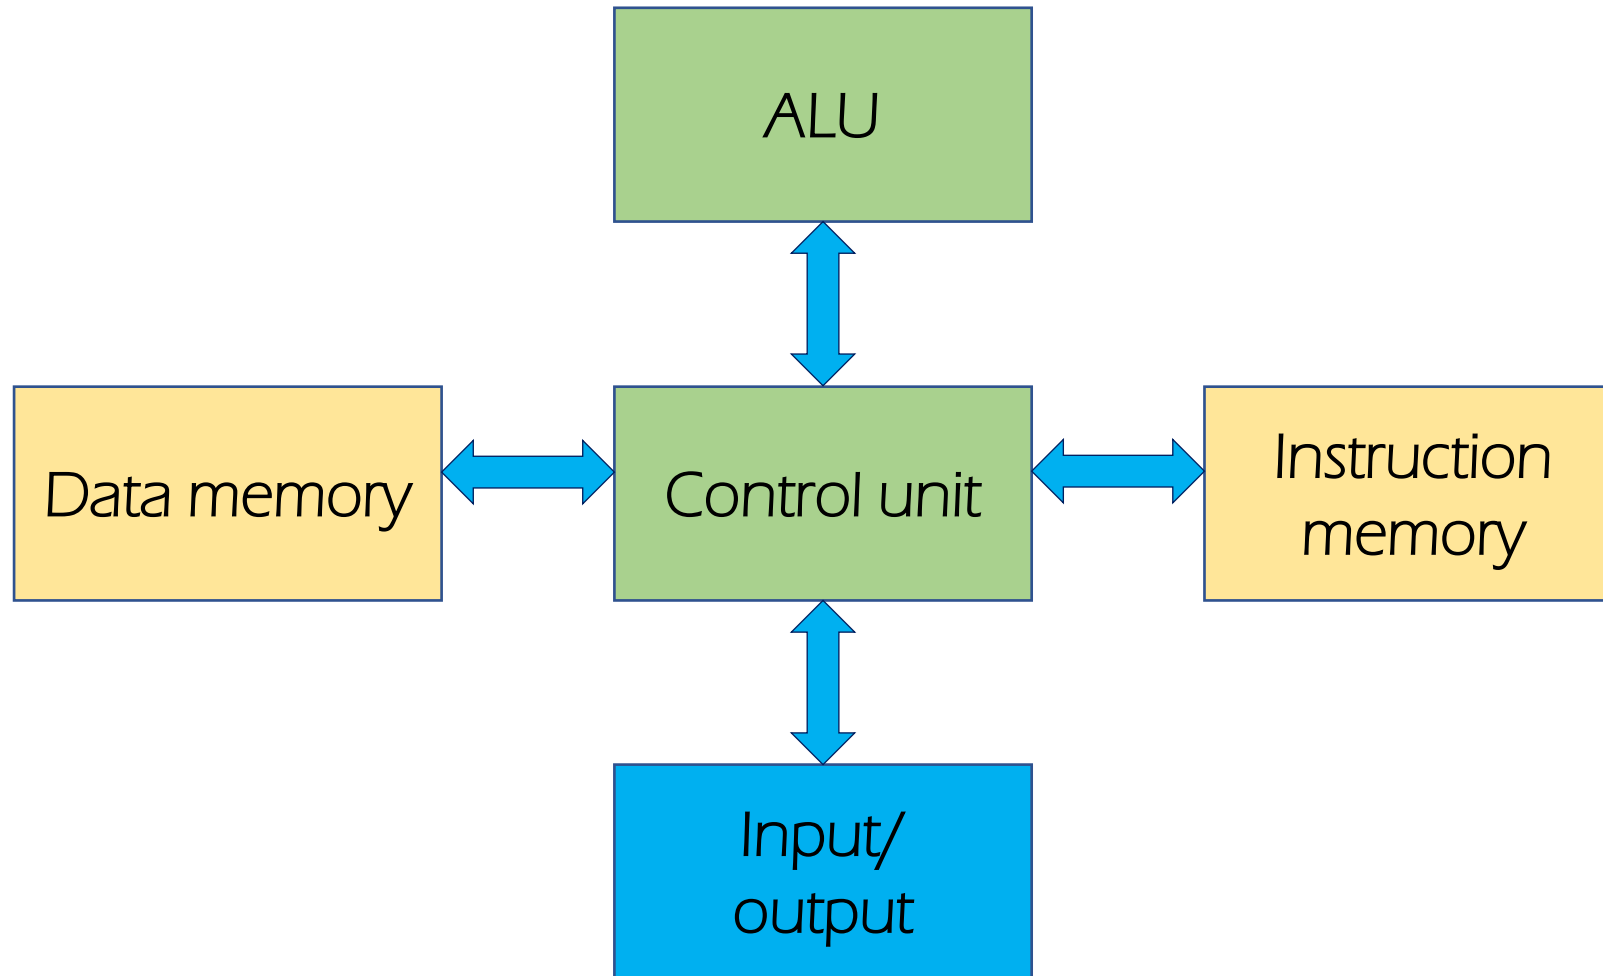 ALU
Data memory
Control unit
Instruction
memory
Input/
output